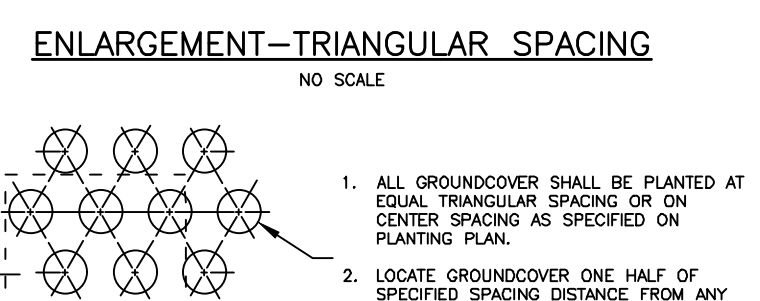 ENLARGEMENT-TRIANGULAR SPACING
NO SCALE
1. ALL GROUNDCOVER SHALL BE PLANTED AT
EQUAL TRIANGULAR SPACING OR ON
CENTER SPACING AS SPECIFIED ON
PLANTING PLAN.
2. LOCATE GROUNDCOVER ONE HALF OF
SPECIFIED SPACING DISTANCE FROM ANY